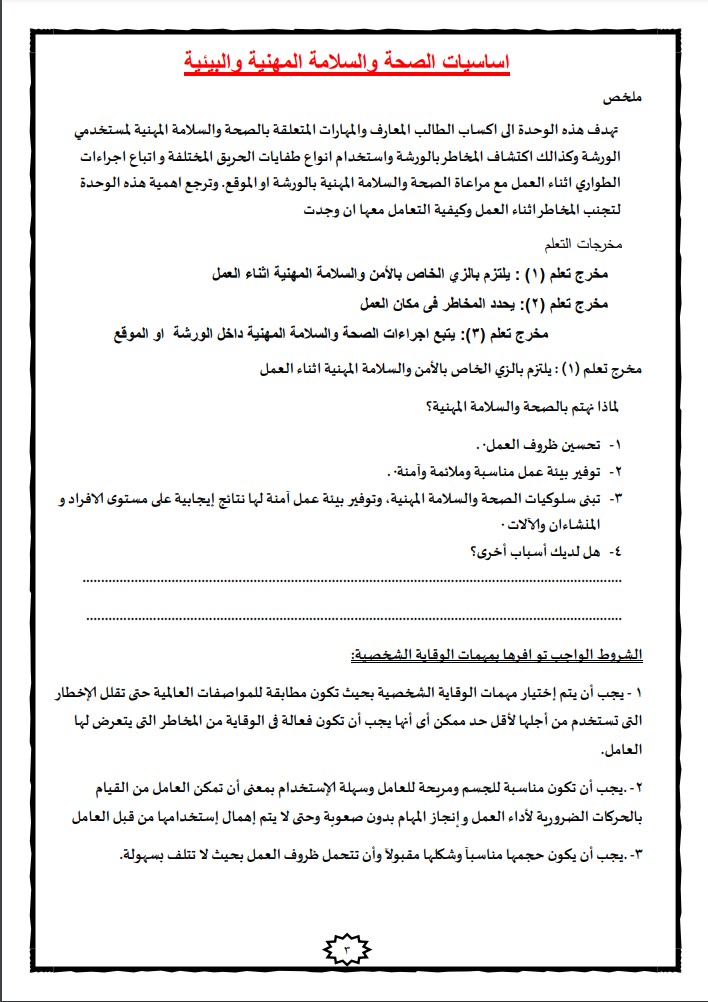 اساسيات الصحة والسلامة المهنية والبيئية
ملخص
تهدف هذه الوحدة الى اكساب الطالب المعارف والمهارات المتعلقة بالصحة والسلامة المهنية لمستخدمي
الورشة وكذالك اكتشاف المخاطر بالورشة واستخدام انواع طفايات الحريق المختلفة و اتباع اجراءات
الطواري اثناء العمل مع مراعاة الصحة والسلامة المهنية بالورشة او الموقع. وترجع اهمية هذه الوحدة
لتجنب المخاطر اثناء العمل وكيفية التعامل معها ان وجدت
مخرجات التعلم
مخرج تعلم (١) : يلتزم بالزي الخاص بالأمن والسلامة المهنية اثناء العمل
مخرج تعلم (٢): يحدد المخاطر فى مكان العمل
مخرج تعلم (٣): يتبع اجراءات الصحة والسلامة المهنية داخل الورشة او الموقع
مخرج تعلم (١) : يلتزم بالزي الخاص بالأمن والسلامة المهنية اثناء العمل
لماذا نهتم بالصحة والسلامة المهنية؟
١- تحسين ظروف العمل٠.
٢- توفير بيئة عمل مناسبة وملائمة وآمنة٠.
٣- تبنى سلوكيات الصحة والسلامة المهنية، وتوفير بيئة عمل آمنة لها نتائج إيجابية على مستوى الافراد و
المنشاءان والآلات٠
٤- هل لديك أسباب أخرى؟
................................................................................
................................................................................
الشروط الواجب توافرها بمهمات الوقاية الشخصية:
١ - يجب أن يتم إختيار مهمات الوقاية الشخصية بحيث تكون مطابقة للمواصفات العالمية حتى تقلل الإخطار
التى تستخدم من أجلها لأقل حد ممكن أى أنها يجب أن تكون فعالة فى الوقاية من المخاطر التى يتعرض لها
العامل.
٢- .يجب أن تكون مناسبة للجسم ومريحة للعامل وسهلة الإستخدام بمعنى أن تمكن العامل من القيام
بالحركات الضرورية لأداء العمل و إنجاز المهام بدون صعوبة وحتى لا يتم إهمال إستخدامها من قبل العامل
٣- .يجب أن يكون حجمها مناسباً وشكلها مقبولاً وأن تتحمل ظروف العمل بحيث لا تتلف بسهولة.
٣